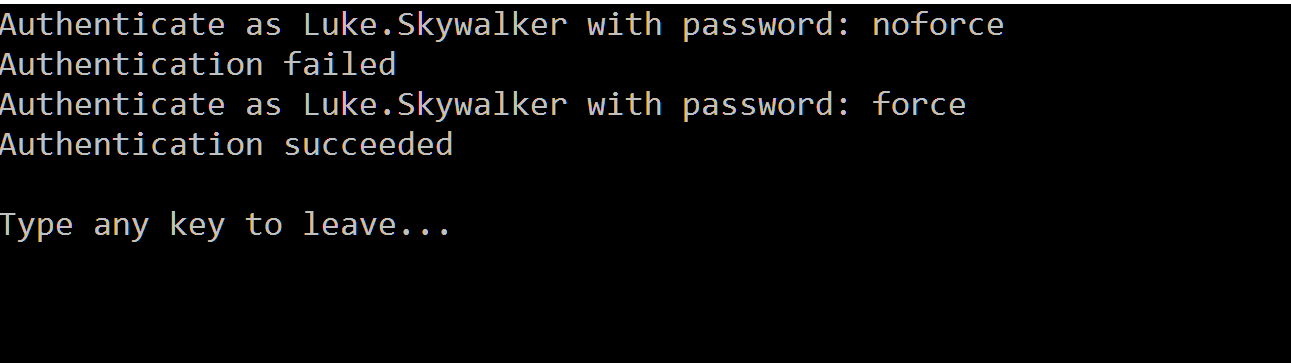 Authenticate as Luke.Skywalker with password: noforce
Authentication failed
Authenticate as Luke.Skywalker with password: force
Authentication succeeded
Type any key to leave...